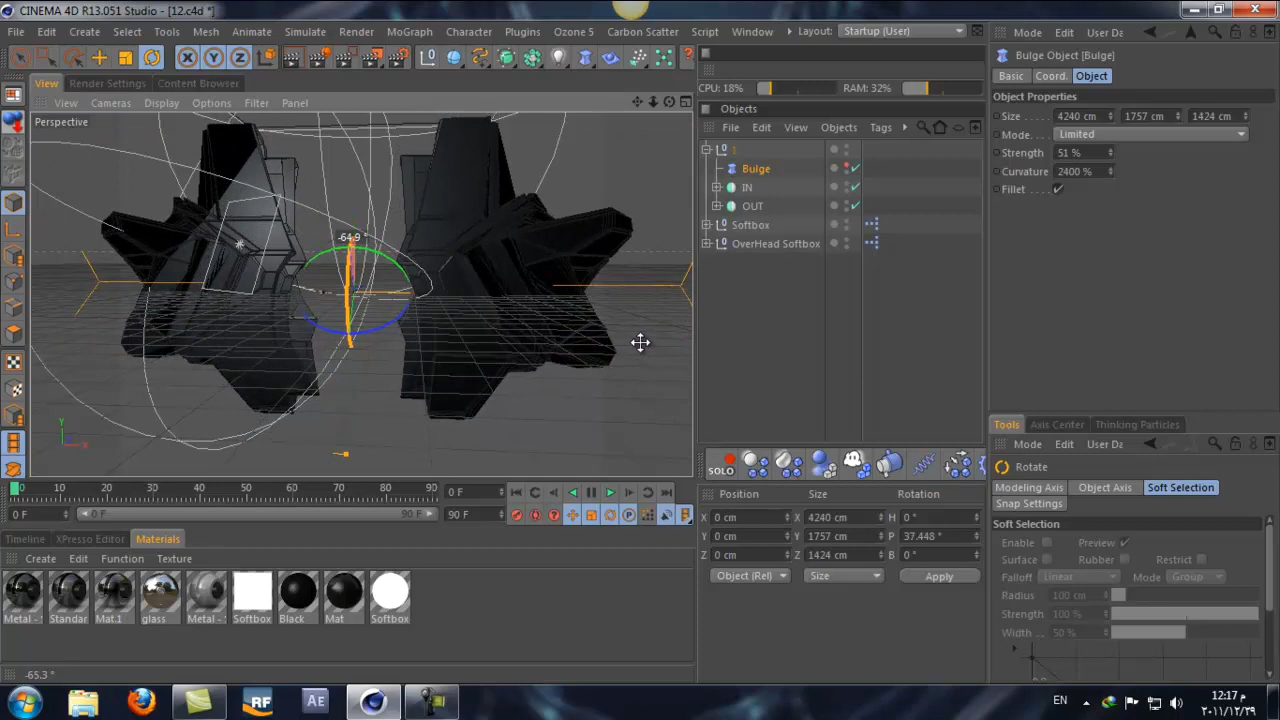 CINEMA 4D R13.051 Studio - [12.c4d *]
File Edit Create Select Tools Mesh Animate Simulate Render MoGraph Character Plugins Ozone 5 Carbon Scatter Script Window Layout: Startup (User)
X Y Z
View Render Settings Content Browser
View Cameras Display Options Filter Panel
Perspective
-64.9 °
Y
X
0 10 20 30 40 50 60 70 80 90 0 F
0 F 0 F 90 F 90 F
P
Timeline XPresso Editor Materials
Create Edit Function Texture
Metal - Standar Mat.1 glass Metal - Softbox Black Mat Softbox
-65.3 °
CPU: 18% RAM: 32%
Objects
File Edit View Objects Tags
1
Bulge
IN
OUT
Softbox
OverHead Softbox
SOLO
Position Size Rotation
X 0 cm X 4240 cm H 0 °
Y 0 cm Y 1757 cm P 37.448 °
Z 0 cm Z 1424 cm B 0 °
Object (Rel) Size Apply
Mode Edit User Da
Bulge Object [Bulge]
Basic Coord. Object
Object Properties
Size 4240 cm 1757 cm 1424 cm
Mode. Limited
Strength 51 %
Curvature 2400 %
Fillet
Tools Axis Center Thinking Particles
Mode Edit User Da
Rotate
Modeling Axis Object Axis Soft Selection
Snap Settings
Soft Selection
Enable Preview
Surface Rubber Restrict
Falloff Linear Mode Group
Radius 100 cm
Strength 100 %
Width 50 %
RF Ae
EN
12:17 م
٢٠١١/١٢/٢٩